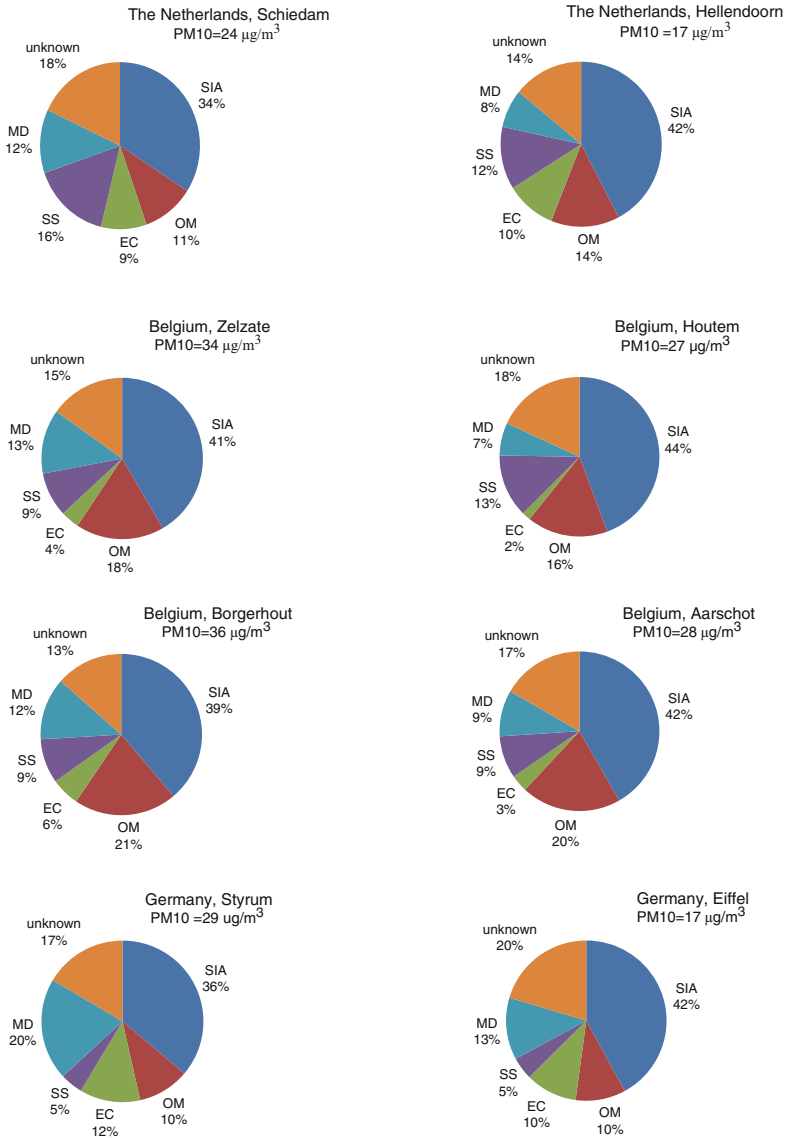 The Netherlands, Schiedam
PM10=24 µg/m³
unknown
18%
SIA
34%
MD
12%
SS
16%
EC
9%
OM
11%
The Netherlands, Hellendoorn
PM10 =17 µg/m³
unknown
14%
SIA
42%
MD
8%
SS
12%
EC
10%
OM
14%
Belgium, Zelzate
PM10=34 µg/m³
unknown
15%
SIA
41%
MD
13%
SS
9%
EC
4%
OM
18%
Belgium, Houtem
PM10=27 µg/m³
unknown
18%
SIA
44%
MD
7%
SS
13%
EC
2%
OM
16%
Belgium, Borgerhout
PM10=36 µg/m³
unknown
13%
SIA
39%
MD
12%
SS
9%
EC
6%
OM
21%
Belgium, Aarschot
PM10=28 µg/m³
unknown
17%
SIA
42%
MD
9%
SS
9%
EC
3%
OM
20%
Germany, Styrum
PM10 =29 ug/m³
unknown
17%
SIA
36%
MD
20%
SS
5%
EC
12%
OM
10%
Germany, Eiffel
PM10=17 µg/m³
unknown
20%
SIA
42%
MD
13%
SS
5%
EC
10%
OM
10%